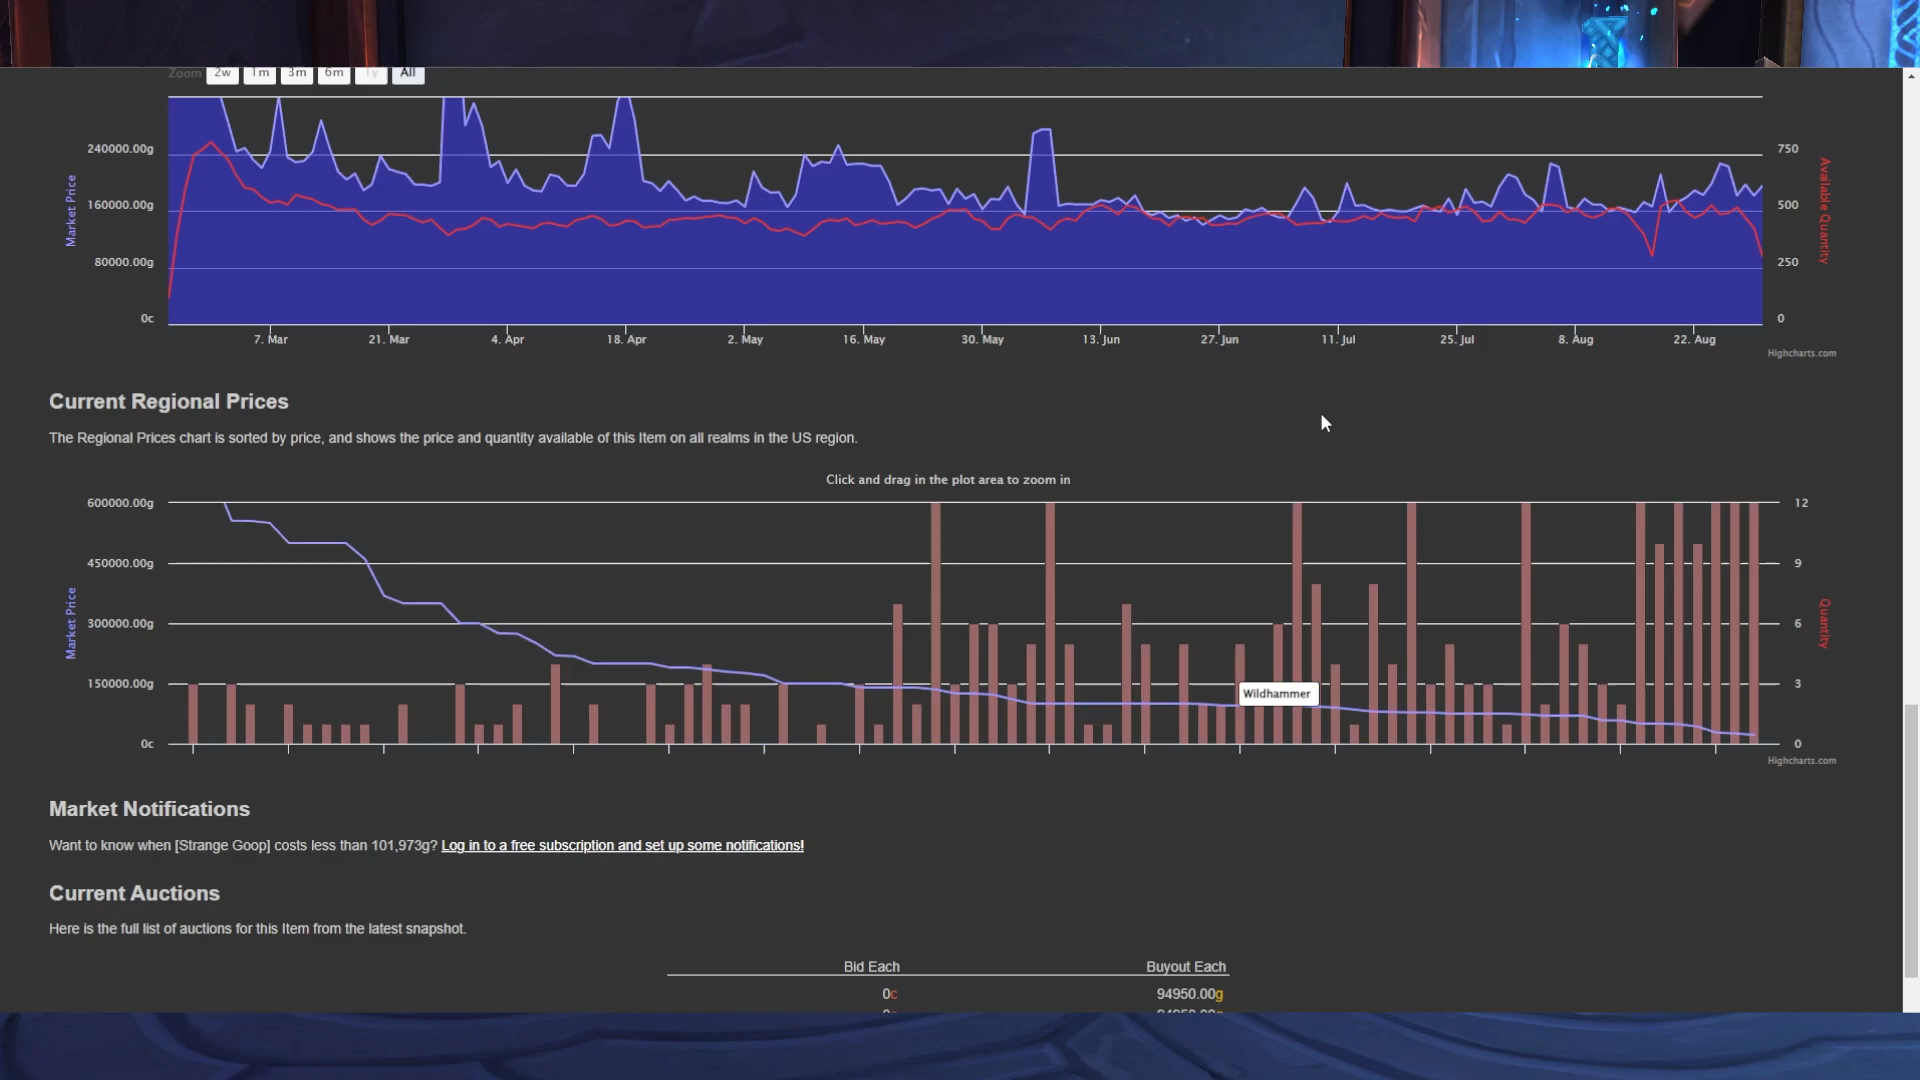 Zoom 2w 1m 3m 6m 1y All
240000.00g
160000.00g
80000.00g
0c
Market Price
750
500
250
0
Available Quantity
7. Mar 21. Mar 4. Apr 18. Apr 2. May 16. May 30. May 13. Jun 27. Jun 11. Jul 25. Jul 8. Aug 22. Aug
Highcharts.com
Current Regional Prices
The Regional Prices chart is sorted by price, and shows the price and quantity available of this Item on all realms in the US region.
Click and drag in the plot area to zoom in
600000.00g
450000.00g
300000.00g
150000.00g
0c
Market Price
12
9
6
3
0
Quantity
Wildhammer
Highcharts.com
Market Notifications
Want to know when [Strange Goop] costs less than 101,973g? Log in to a free subscription and set up some notifications!
Current Auctions
Here is the full list of auctions for this Item from the latest snapshot.
Bid Each Buyout Each
0c 94950.00g